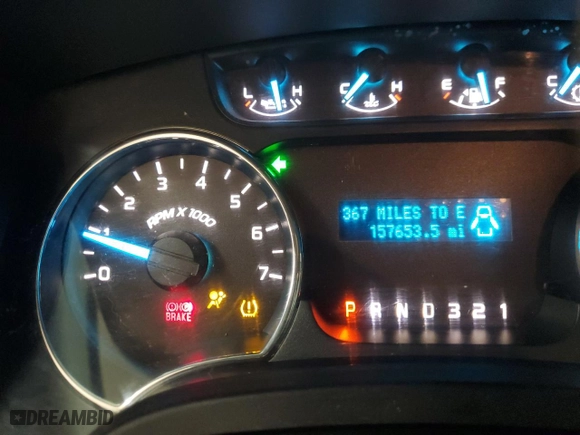 L H
C H
E F
C
367 MILES TO E
157653.5 mi
0 1 2 3 4 5 6 7
RPM X 1000
BRAKE
P R N D 3 2 1
DREAMBID